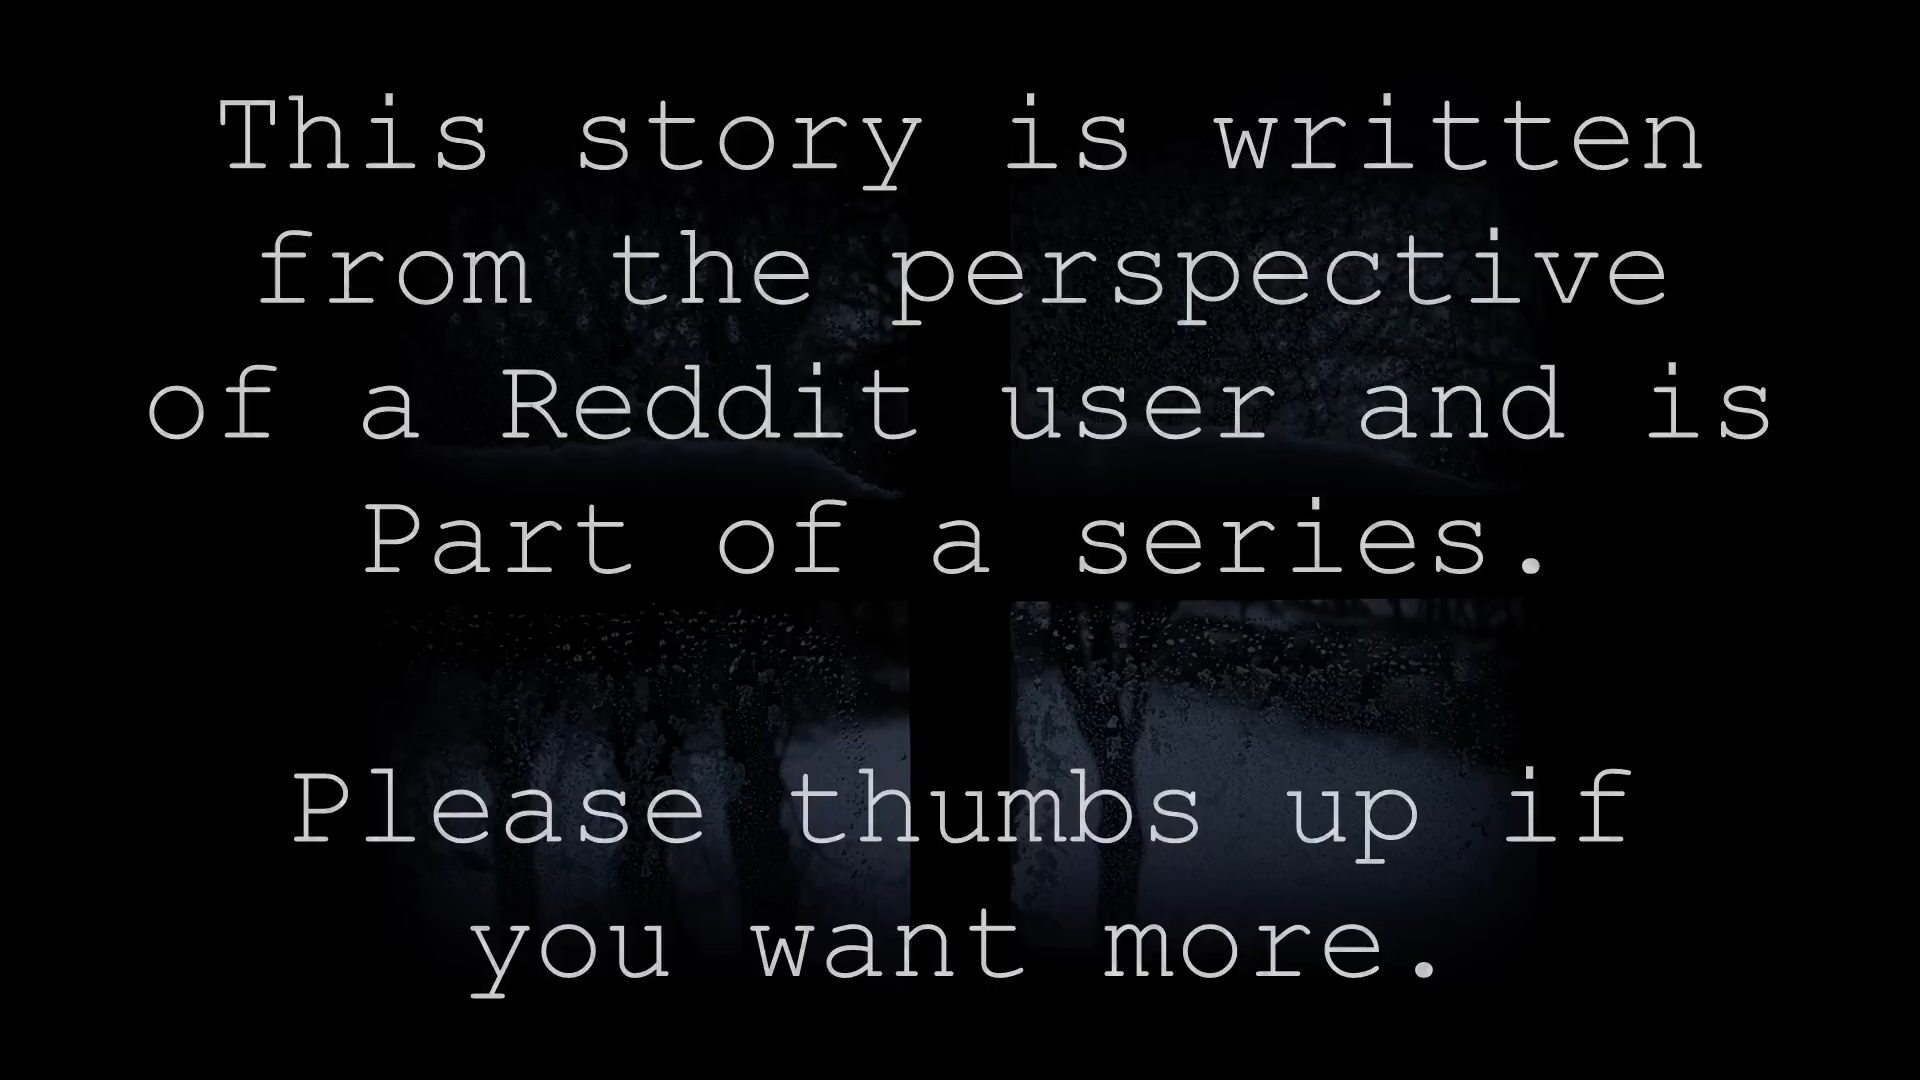 This story is written
from the perspective
of a Reddit user and is
Part of a series.
Please thumbs up if
you want more.